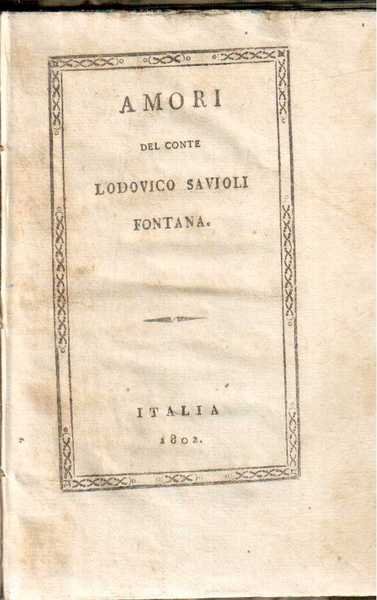 AMORI
DEL CONTE
LODOVICO SAVIOLI
FONTANA.
ITALIA
1802.